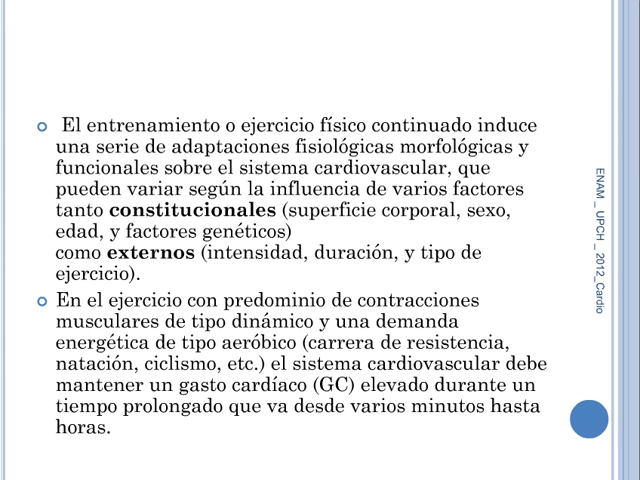 El entrenamiento o ejercicio físico continuado induce
una serie de adaptaciones fisiológicas morfológicas y
funcionales sobre el sistema cardiovascular, que
pueden variar según la influencia de varios factores
tanto constitucionales (superficie corporal, sexo,
edad, y factores genéticos)
como externos (intensidad, duración, y tipo de
ejercicio).
En el ejercicio con predominio de contracciones
musculares de tipo dinámico y una demanda
energética de tipo aeróbico (carrera de resistencia,
natación, ciclismo, etc.) el sistema cardiovascular debe
mantener un gasto cardíaco (GC) elevado durante un
tiempo prolongado que va desde varios minutos hasta
horas.
ENAM _ UPCH _ 2012_Cardio